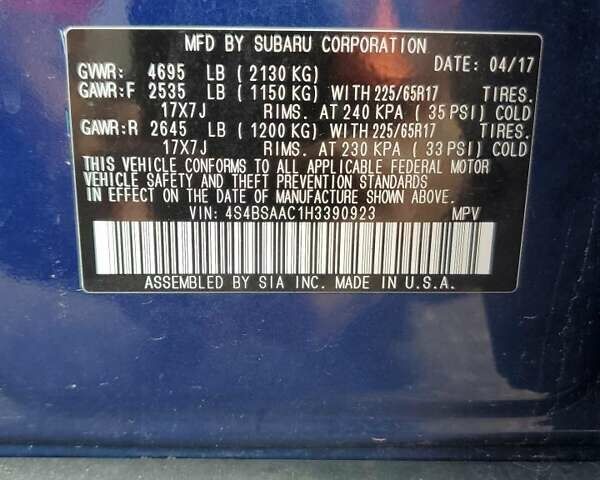 MFD BY SUBARU CORPORATION
GVWR: 4695 LB (2130 KG) DATE: 04/17
GAWR:F 2535 LB (1150 KG) WITH 225/65R17 TIRES.
17X7J RIMS. AT 240 KPA (35 PSI) COLD
GAWR:R 2645 LB (1200 KG) WITH 225/65R17 TIRES.
17X7J RIMS. AT 230 KPA (33 PSI) COLD
THIS VEHICLE CONFORMS TO ALL APPLICABLE FEDERAL MOTOR
VEHICLE SAFETY AND THEFT PREVENTION STANDARDS
IN EFFECT ON THE DATE OF MANUFACTURE SHOWN ABOVE.
VIN: 4S4BSAAC1H3390923 MPV
ASSEMBLED BY SIA INC. MADE IN U.S.A.